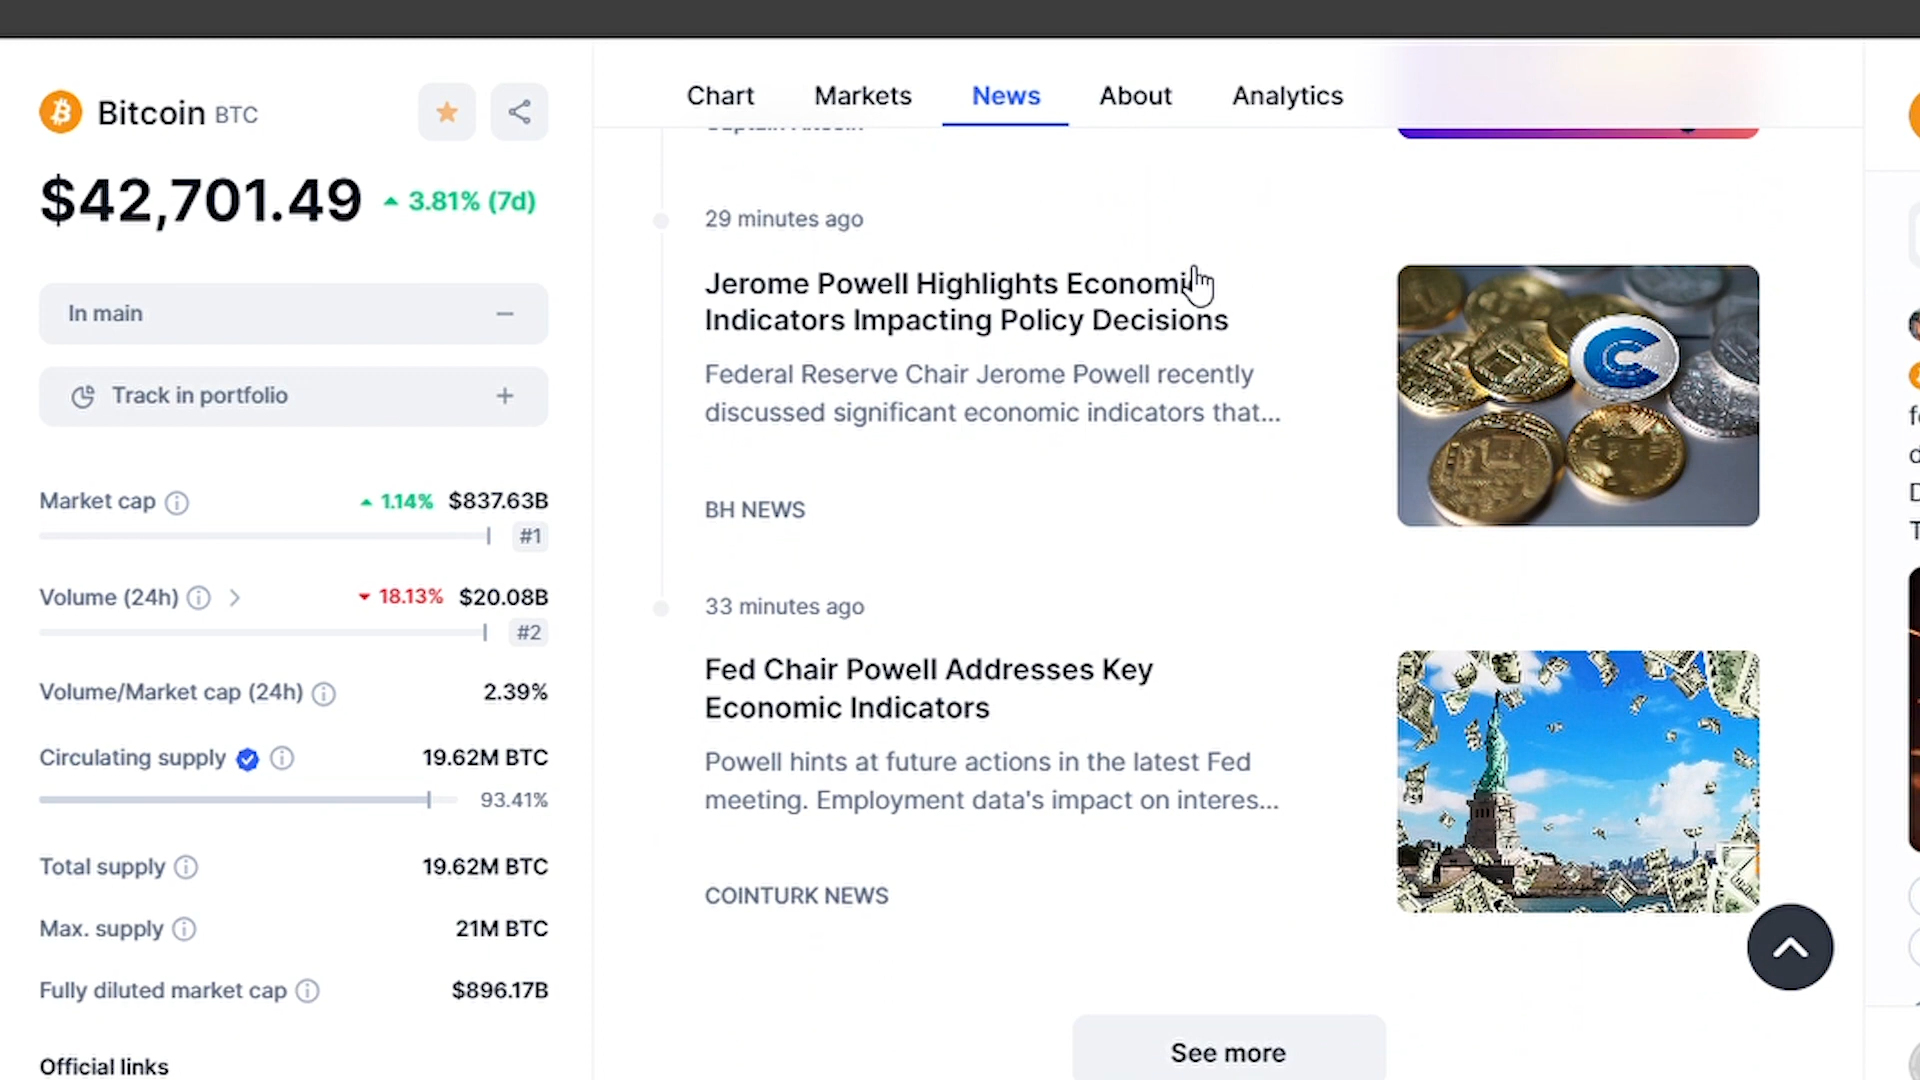 Bitcoin BTC
$42,701.49 3.81% (7d)
In main
Track in portfolio
Market cap 1.14% $837.63B
#1
Volume (24h) 18.13% $20.08B
#2
Volume/Market cap (24h) 2.39%
Circulating supply 19.62M BTC
93.41%
Total supply 19.62M BTC
Max. supply 21M BTC
Fully diluted market cap $896.17B
Official links
Chart Markets News About Analytics
29 minutes ago
Jerome Powell Highlights Economic
Indicators Impacting Policy Decisions
Federal Reserve Chair Jerome Powell recently
discussed significant economic indicators that...
BH NEWS
33 minutes ago
Fed Chair Powell Addresses Key
Economic Indicators
Powell hints at future actions in the latest Fed
meeting. Employment data's impact on interes...
COINTURK NEWS
See more